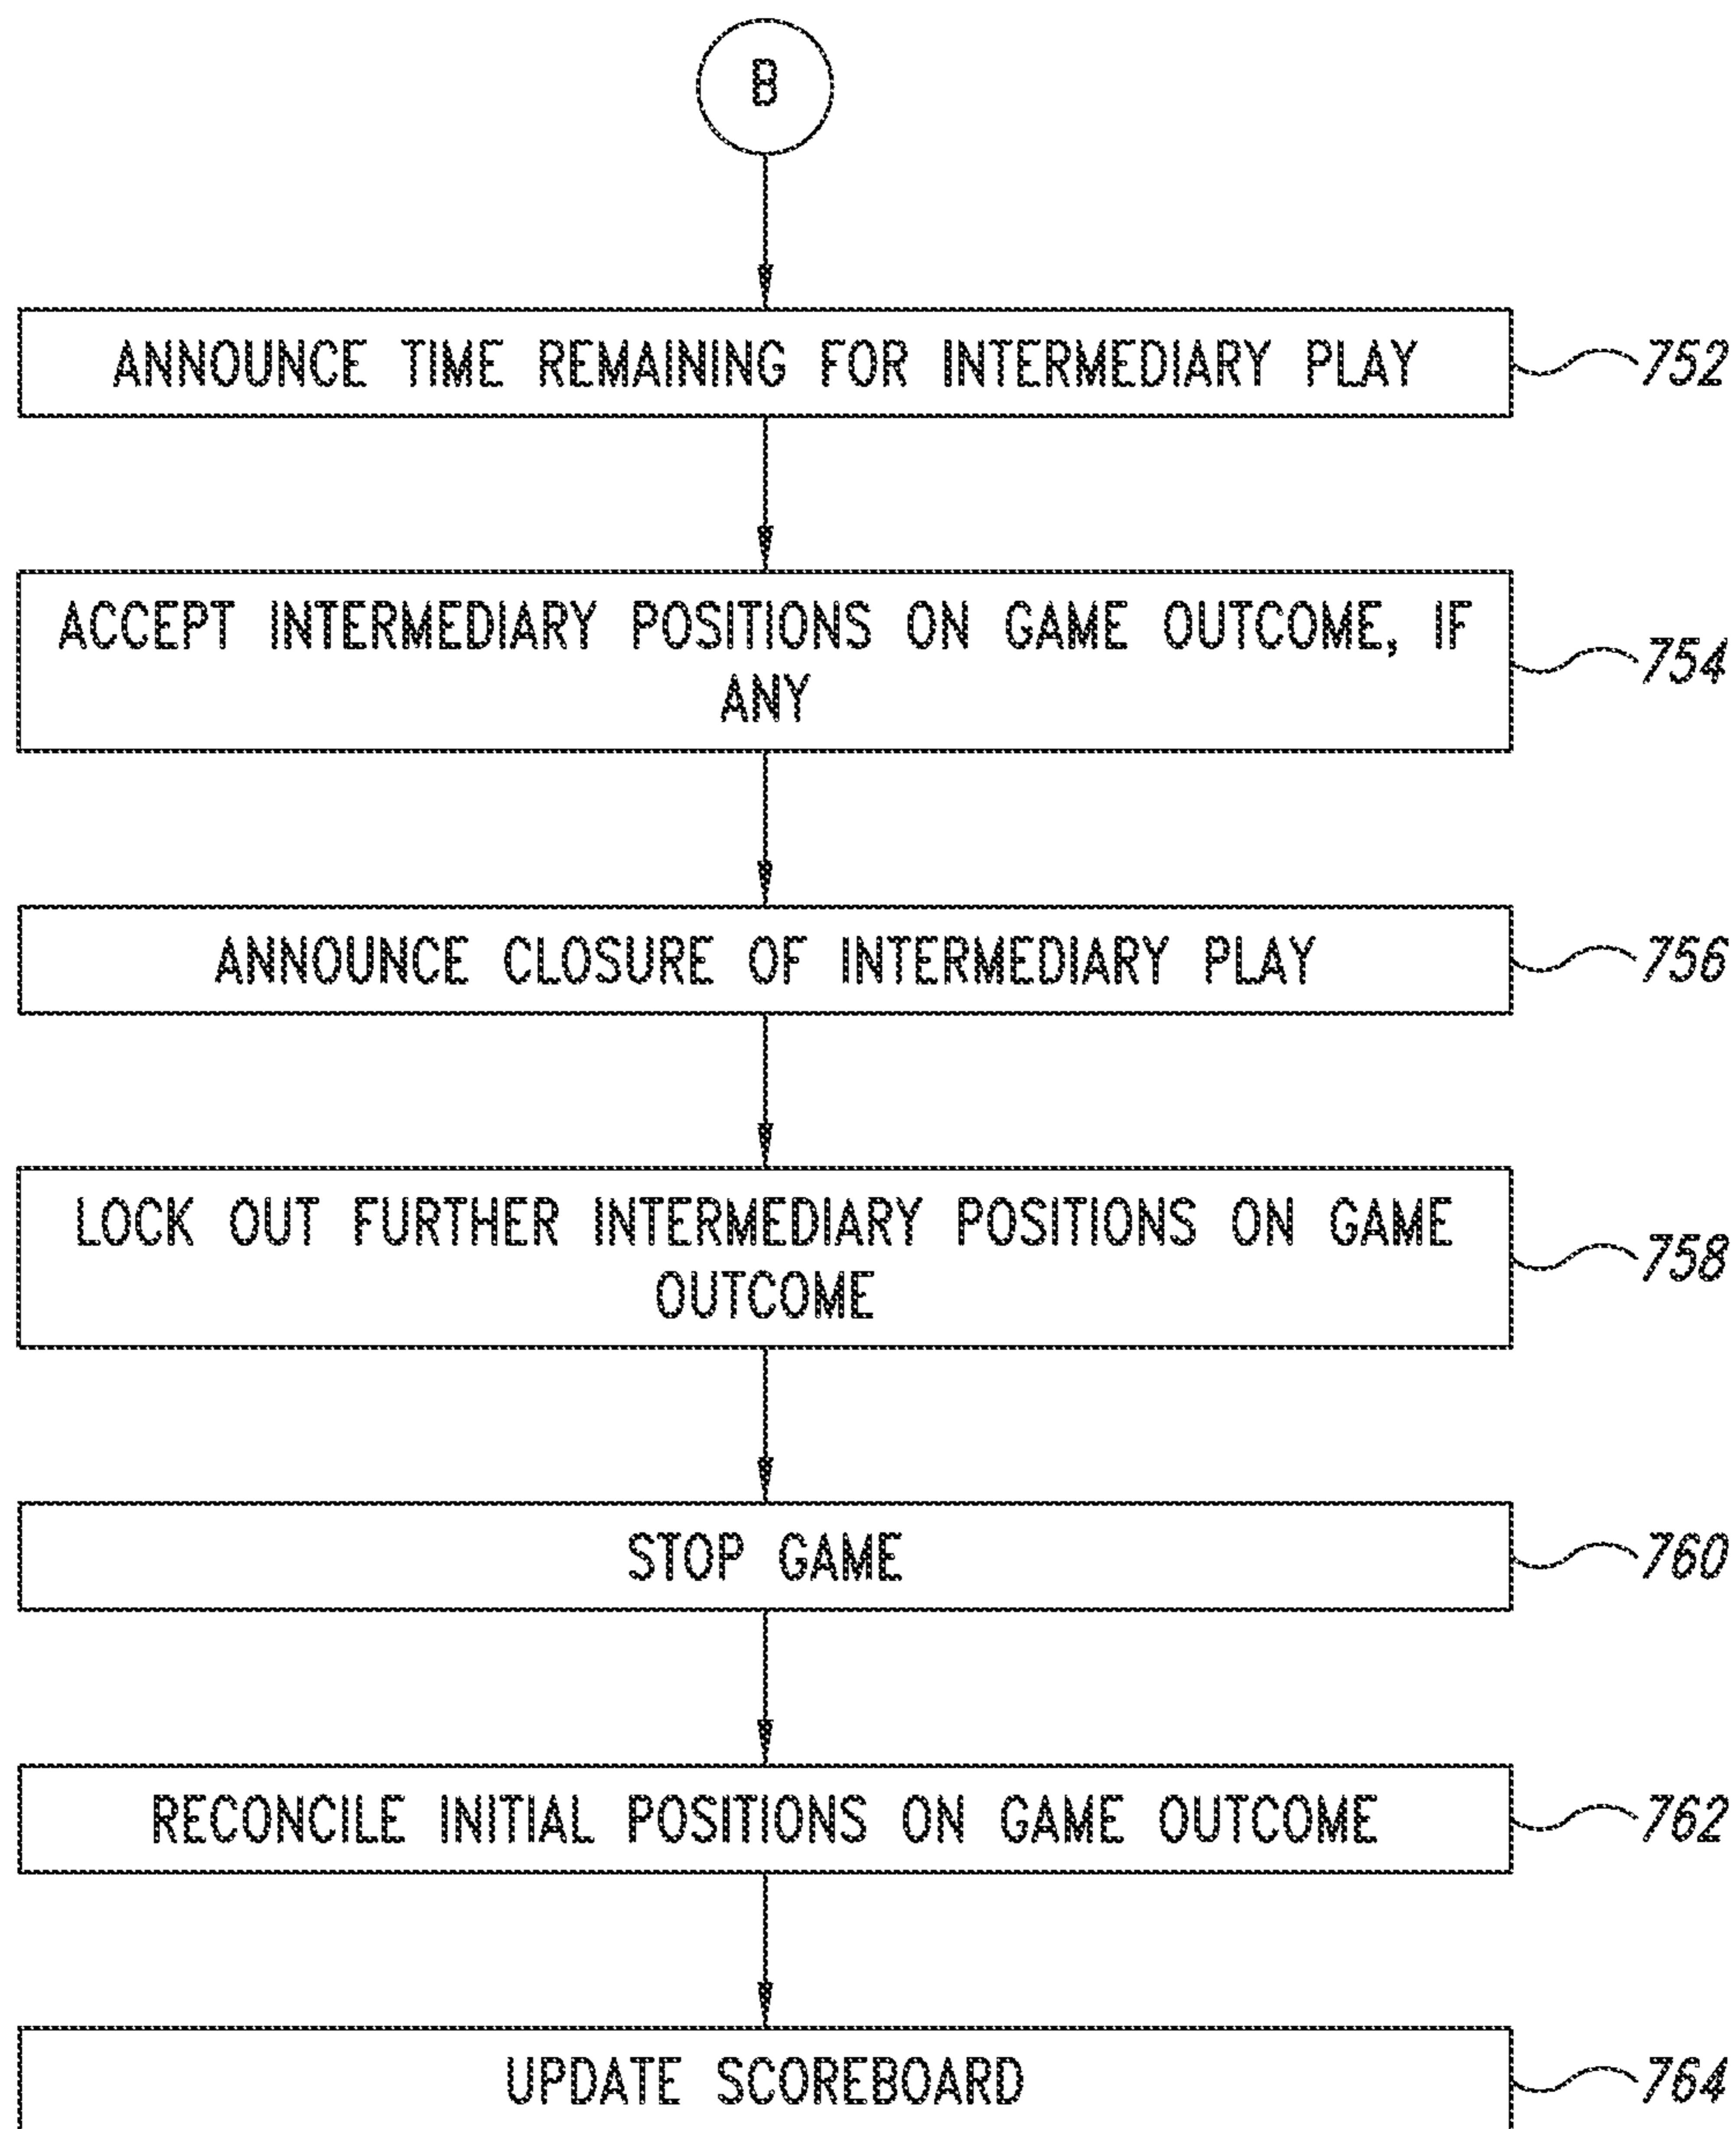 B
ANNOUNCE TIME REMAINING FOR INTERMEDIARY PLAY
752
ACCEPT INTERMEDIARY POSITIONS ON GAME OUTCOME, IF
ANY
754
ANNOUNCE CLOSURE OF INTERMEDIARY PLAY
756
LOCK OUT FURTHER INTERMEDIARY POSITIONS ON GAME
OUTCOME
758
STOP GAME
760
RECONCILE INITIAL POSITIONS ON GAME OUTCOME
762
UPDATE SCOREBOARD
764